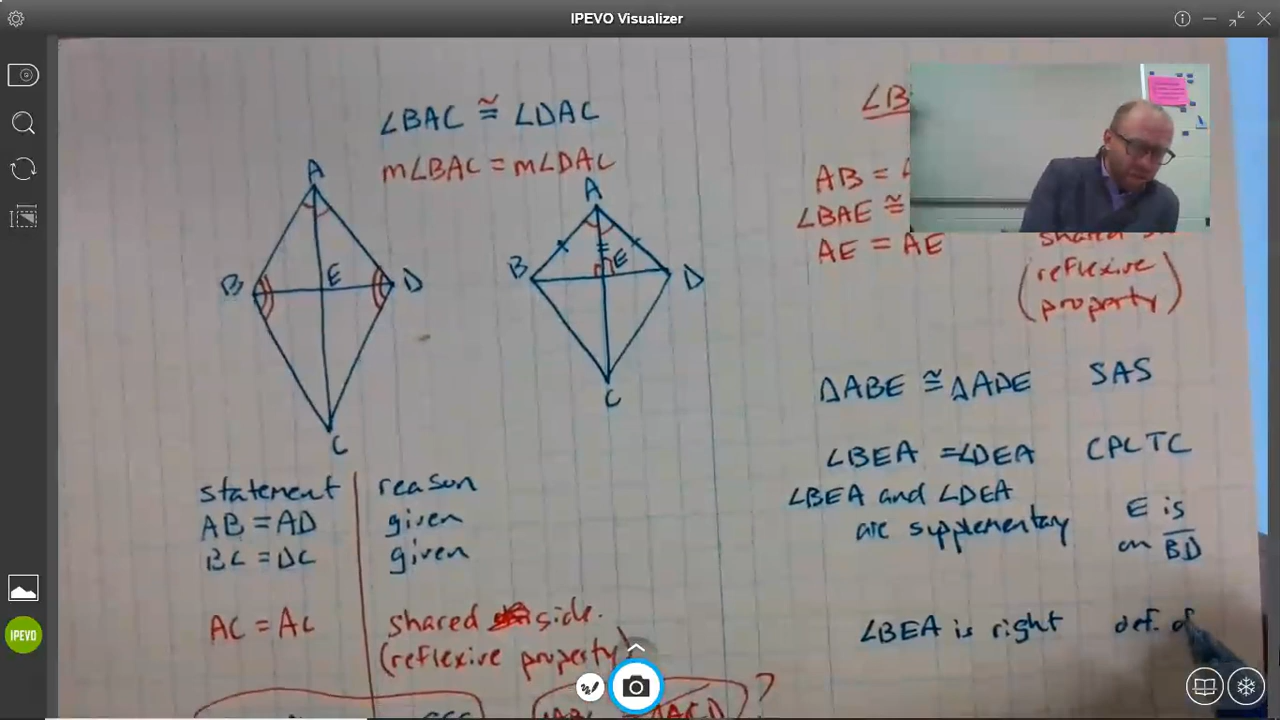 IPEVO Visualizer
∠BAC ≅ ∠DAC
m∠BAC = m∠DAC
A
B
E
D
C
A
B
E
D
C
statement reason
AB = AD given
BC = DC given
AC = AC shared side.
(reflexive property)
?
∠B
AB =
∠BAE ≅
AE = AE shared
(reflexive
property)
△ABE ≅ △ADE SAS
∠BEA = ∠DEA CPCTC
∠BEA and ∠DEA
are supplementary
E is
on BD
∠BEA is right def. of
IPEVO